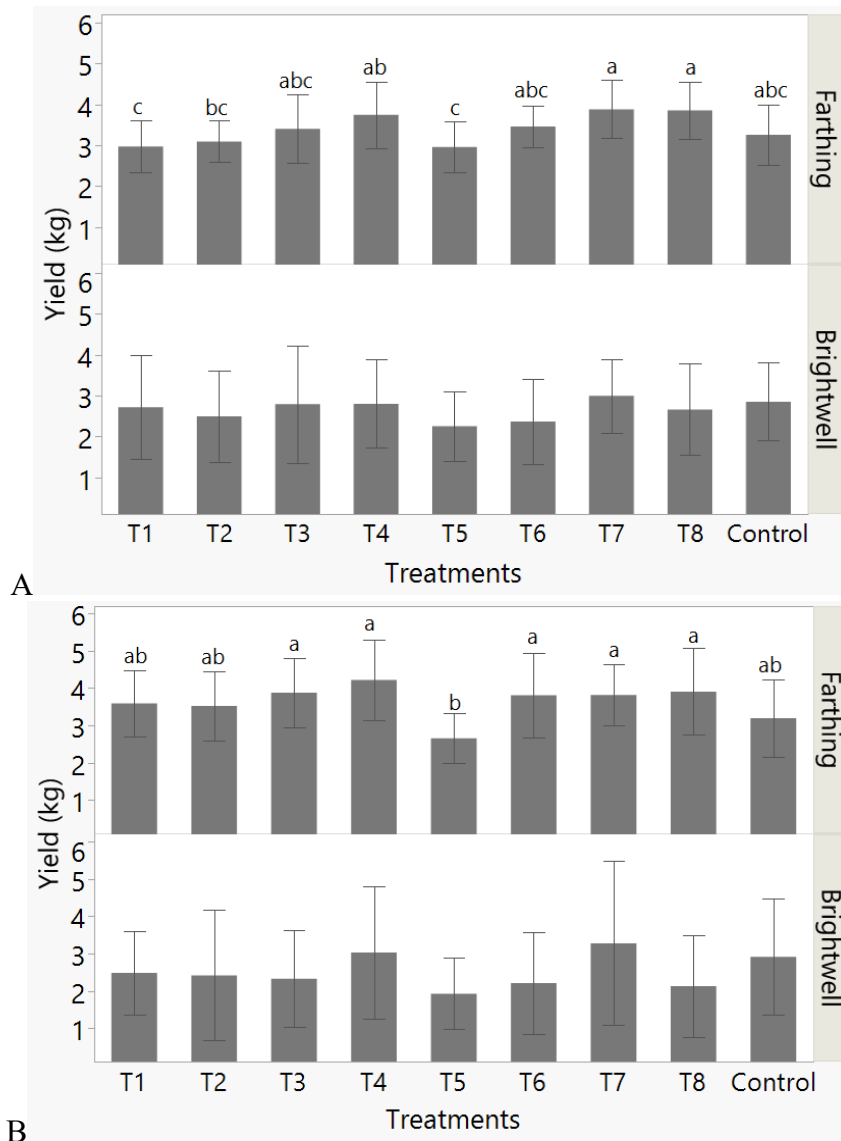 6
5
4
3
2
1
c bc abc ab c abc a a abc
Farthing
Yield (kg)
6
5
4
3
2
1
Brightwell
T1 T2 T3 T4 T5 T6 T7 T8 Control
Treatments
A
6
5
4
3
2
1
ab ab a a b a a a ab
Farthing
Yield (kg)
6
5
4
3
2
1
Brightwell
T1 T2 T3 T4 T5 T6 T7 T8 Control
Treatments
B